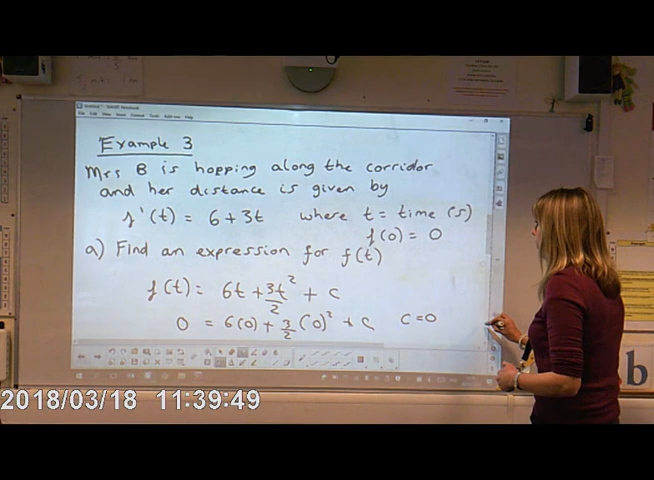 Example 3
Mrs B is hopping along the corridor
and her distance is given by
f'(t) = 6 + 3t where t = time (s)
f(0) = 0
a) Find an expression for f(t)
f(t) = 6t + 3t²/2 + c
0 = 6(0) + 3/2 (0)² + c c = 0
b
2018/03/18 11:39:49